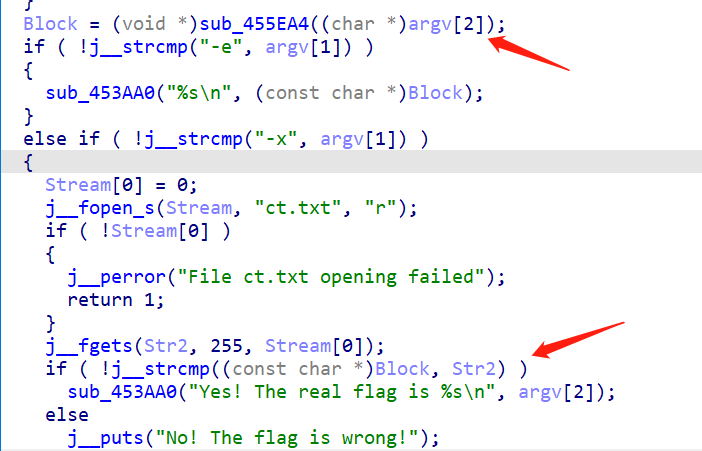 }
Block = (void *)sub_455EA4((char *)argv[2]);
if ( !j__strcmp("-e", argv[1]) )
{
sub_453AA0("%s\n", (const char *)Block);
}
else if ( !j__strcmp("-x", argv[1]) )
{
Stream[0] = 0;
j__fopen_s(Stream, "ct.txt", "r");
if ( !Stream[0] )
{
j__perror("File ct.txt opening failed");
return 1;
}
j__fgets(Str2, 255, Stream[0]);
if ( !j__strcmp((const char *)Block, Str2) )
sub_453AA0("Yes! The real flag is %s\n", argv[2]);
else
j__puts("No! The flag is wrong!");